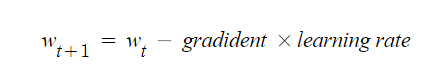 w_{t+1} = w_t − gradident × learning rate